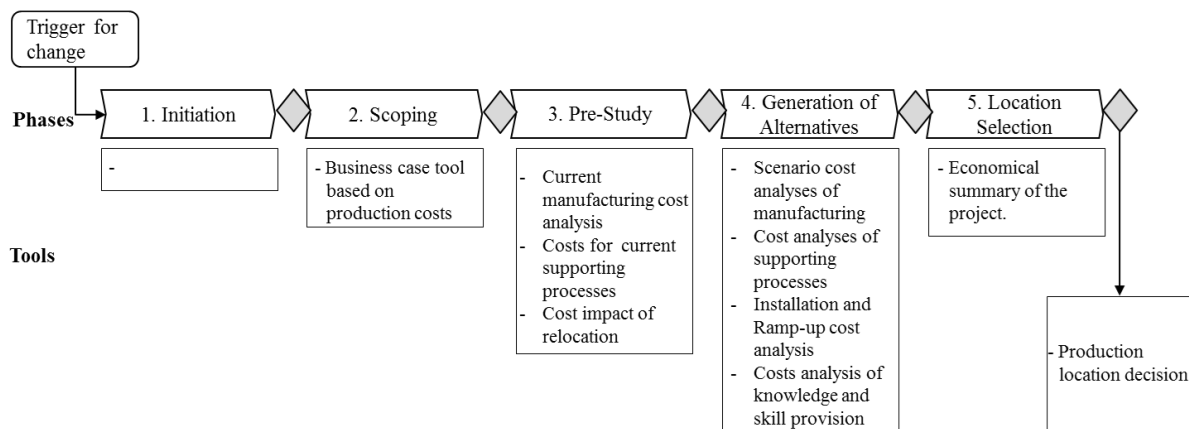 Trigger for
change
Phases
1. Initiation
2. Scoping
3. Pre-Study
4. Generation of
Alternatives
5. Location
Selection
Tools
-
- Business case tool
based on
production costs
- Current
manufacturing cost
analysis
- Costs for current
supporting
processes
- Cost impact of
relocation
- Scenario cost
analyses of
manufacturing
- Cost analyses of
supporting
processes
- Installation and
Ramp-up cost
analysis
- Costs analysis of
knowledge and
skill provision
- Economical
summary of the
project.
- Production
location decision